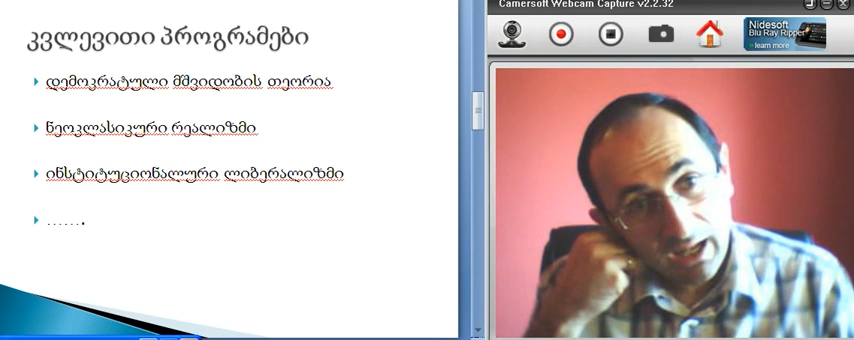 კვლევითი პროგრამები
დემოკრატული მშვიდობის თეორია
ნეოკლასიკური რეალიზმი
ინსტიტუციონალური ლიბერალიზმი
.......
Camersoft Webcam Capture v2.2.32
Nidesoft
Blu Ray Ripper
learn more